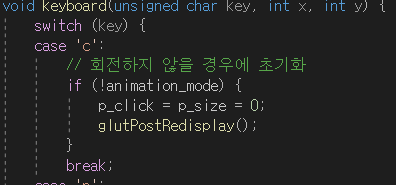 void keyboard(unsigned char key, int x, int y) {
switch (key) {
case 'c':
// 회전하지 않을 경우에 초기화
if (!animation_mode) {
p_click = p_size = 0;
glutPostRedisplay();
}
break;